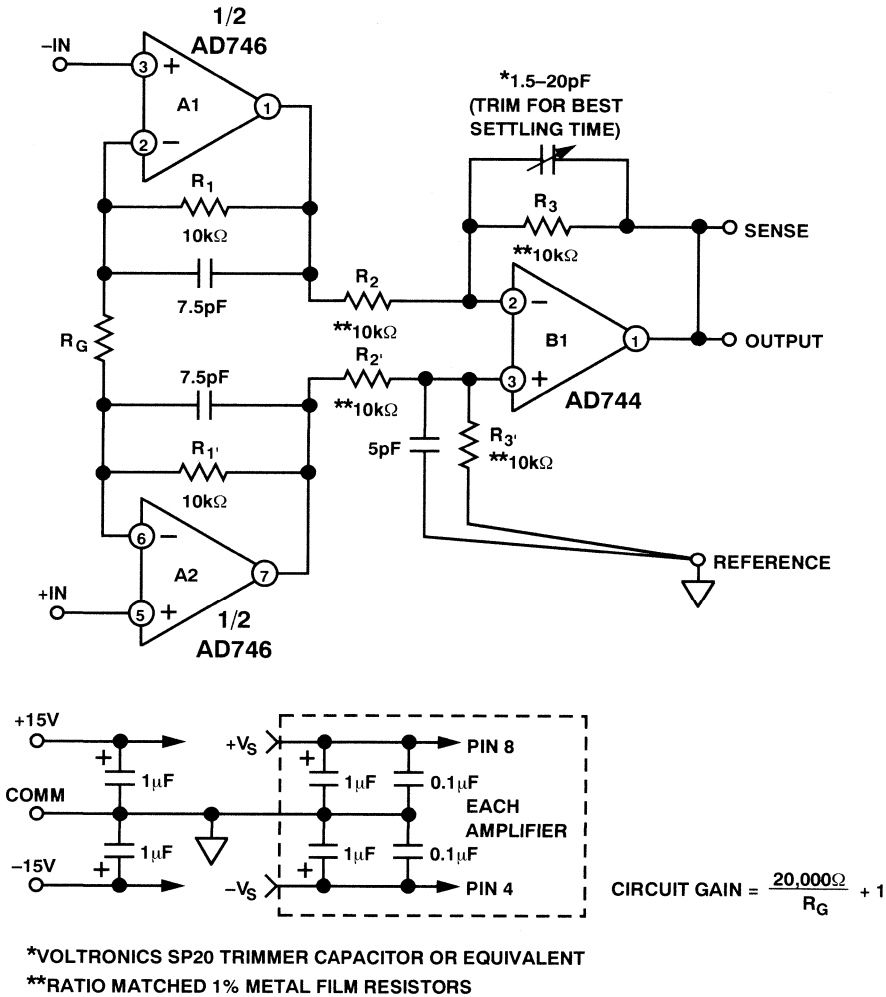 1/2
AD746
–IN
3
+
A1
1
2
–
*1.5–20pF
(TRIM FOR BEST
SETTLING TIME)
R1
10kΩ
7.5pF
R3
**10kΩ
SENSE
R2
**10kΩ
2
–
B1
1
OUTPUT
3
+
AD744
RG
7.5pF
R2'
**10kΩ
R1'
10kΩ
5pF
R3'
**10kΩ
6
–
A2
7
REFERENCE
+IN
5
+
1/2
AD746
+15V
+
1μF
COMM
1μF
–15V
+
+VS
+
1μF
0.1μF
PIN 8
EACH
AMPLIFIER
1μF
0.1μF
–VS
+
PIN 4
CIRCUIT GAIN = 20,000Ω / RG + 1
*VOLTRONICS SP20 TRIMMER CAPACITOR OR EQUIVALENT
**RATIO MATCHED 1% METAL FILM RESISTORS